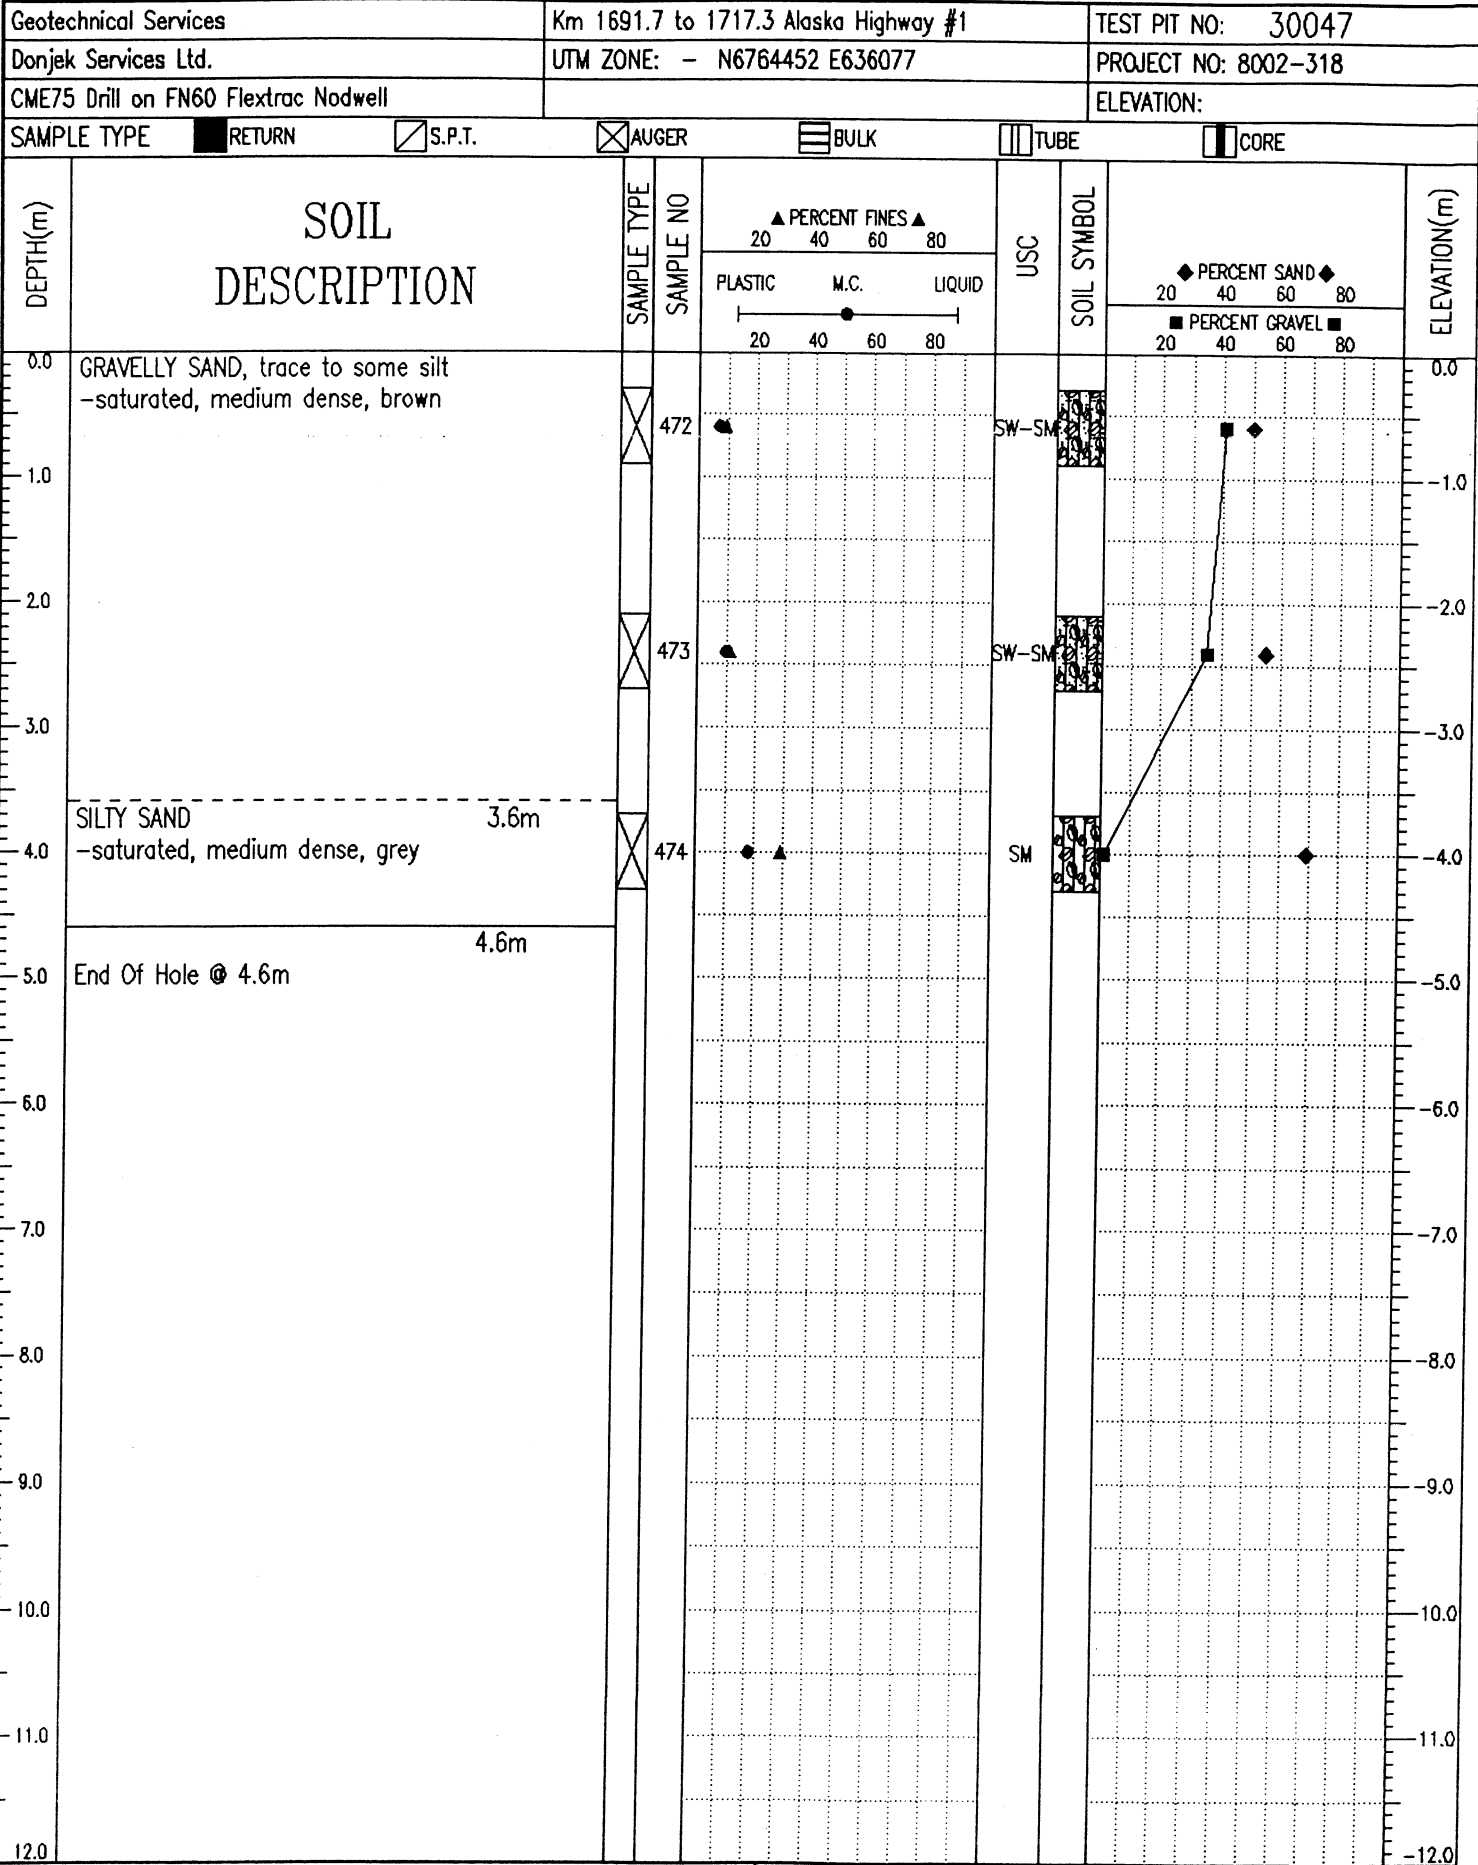 Geotechnical Services
Km 1691.7 to 1717.3 Alaska Highway #1
TEST PIT NO: 30047
Donjek Services Ltd.
UTM ZONE: - N6764452 E636077
PROJECT NO: 8002-318
CME75 Drill on FN60 Flextrac Nodwell
ELEVATION:
SAMPLE TYPE RETURN S.P.T. AUGER BULK TUBE CORE
DEPTH(m)
SOIL
DESCRIPTION
SAMPLE TYPE
SAMPLE NO
▲ PERCENT FINES ▲
20 40 60 80
PLASTIC M.C. LIQUID
20 40 60 80
USC
SOIL SYMBOL
◆ PERCENT SAND ◆
20 40 60 80
■ PERCENT GRAVEL ■
20 40 60 80
ELEVATION(m)
0.0
GRAVELLY SAND, trace to some silt
-saturated, medium dense, brown
472
SW-SM
0.0
1.0
-1.0
2.0
-2.0
473
SW-SM
3.0
-3.0
SILTY SAND 3.6m
-saturated, medium dense, grey
4.0
474
SM
-4.0
4.6m
End Of Hole @ 4.6m
5.0
-5.0
6.0
-6.0
7.0
-7.0
8.0
-8.0
9.0
-9.0
10.0
-10.0
11.0
-11.0
12.0
-12.0